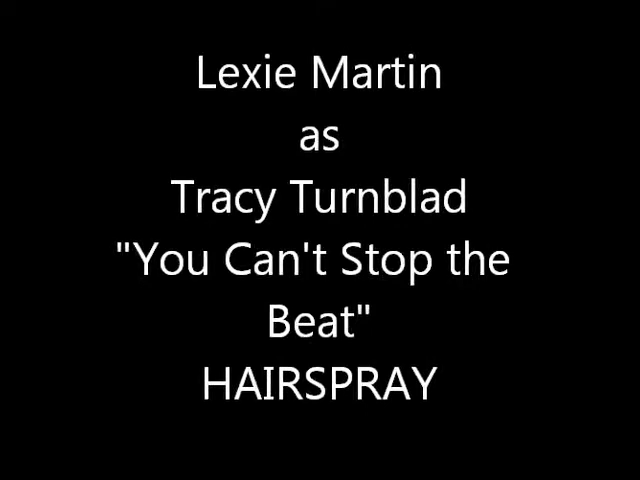 Lexie Martin
as
Tracy Turnblad
"You Can't Stop the
Beat"
HAIRSPRAY